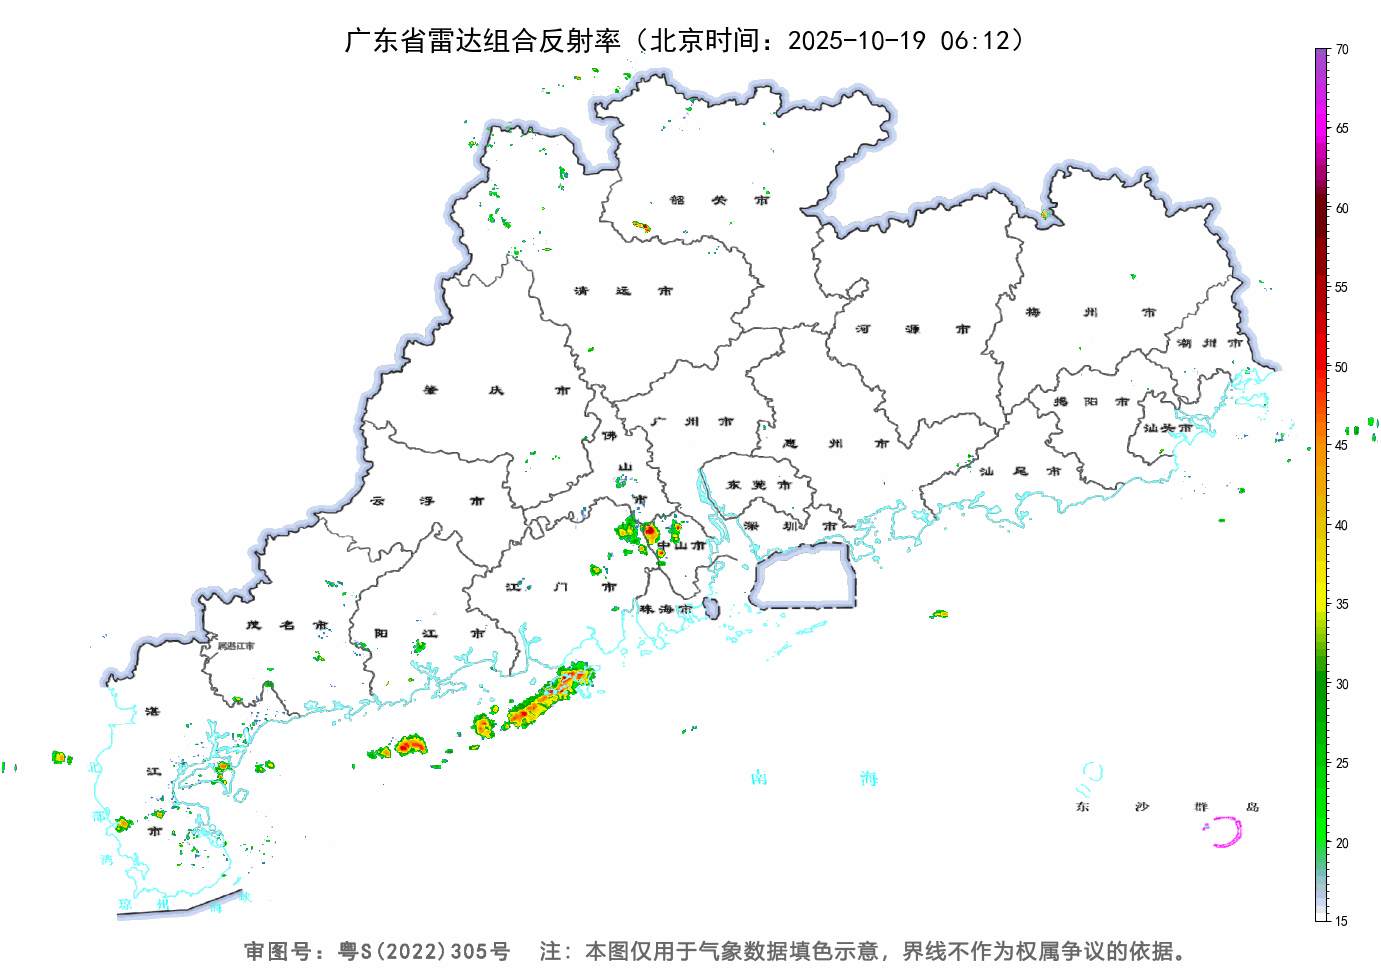 广东省雷达组合反射率（北京时间：2025-10-19 06:12）
70
65
60
55
50
45
40
35
30
25
20
15
韶关市
清远市
河源市
梅州市
潮州市
肇庆市
广州市
佛山市
惠州市
揭阳市
汕头市
汕尾市
云浮市
东莞市
深圳市
中山市
江门市
珠海市
茂名市
阳江市
属湛江市
湛江市
北部湾
南海
东沙群岛
琼州海峡
审图号：粤S(2022)305号 注：本图仅用于气象数据填色示意，界线不作为权属争议的依据。